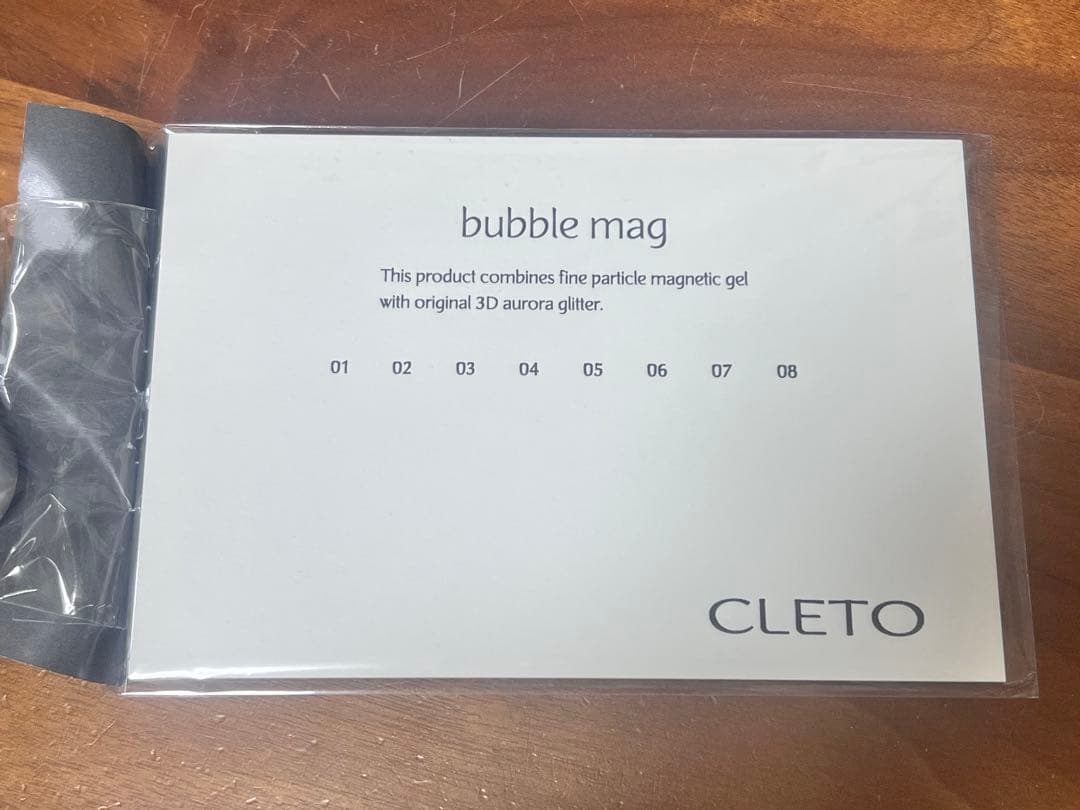 bubble mag
This product combines fine particle magnetic gel
with original 3D aurora glitter.
01 02 03 04 05 06 07 08
CLETO